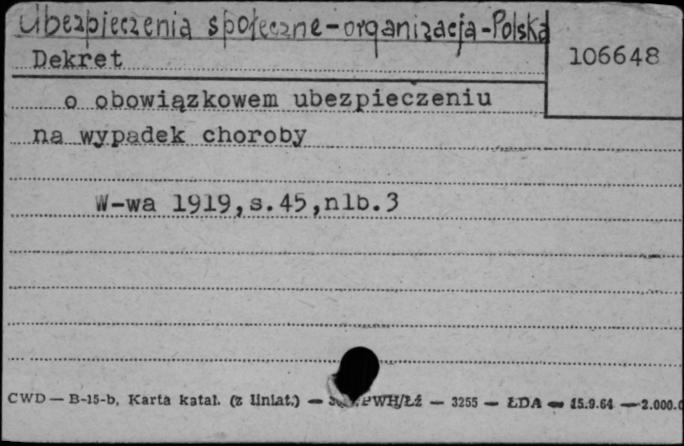 Ubezpieczenia społeczne-organizacja-Polska
Dekret
106648
o obowiązkowem ubezpieczeniu
na wypadek choroby
W-wa 1919,s.45,nlb.3
CWD — B-15-b, Karta katal. (z liniat.) — PWH/Łź — 3255 — ŁDA — 15.9.64 — 2.000.0